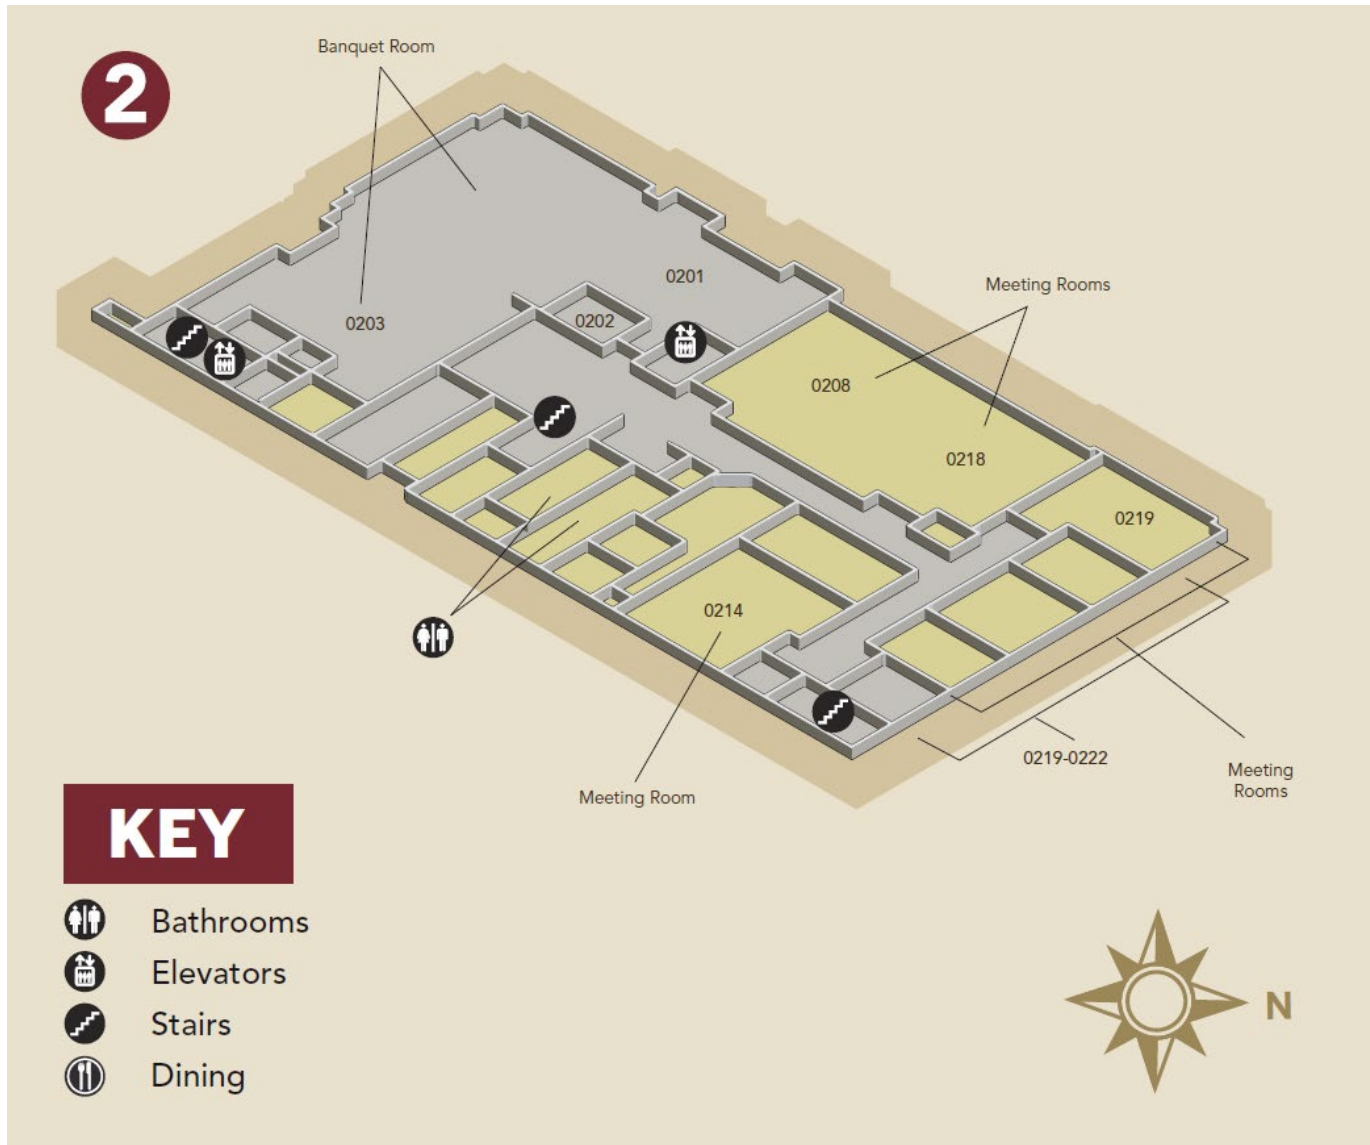 2
Banquet Room
0201
Meeting Rooms
0202
0203
0208
0218
0219
0214
0219-0222
Meeting
Rooms
Meeting Room
KEY
Bathrooms
Elevators
Stairs
Dining
N